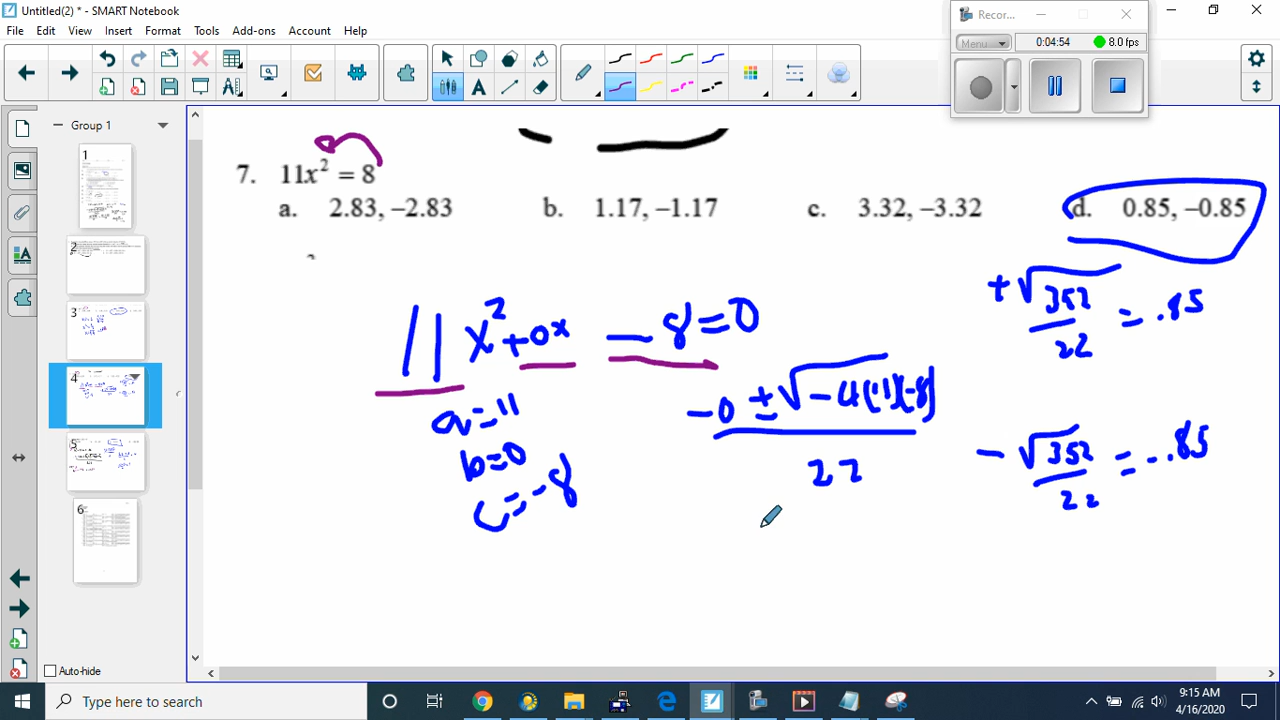 Untitled(2) * - SMART Notebook
File Edit View Insert Format Tools Add-ons Account Help
Recor...
Menu 0:04:54 8.0 fps
Group 1
1
2
3
4
5
6
Auto-hide
7. 11x² = 8
a. 2.83, –2.83 b. 1.17, –1.17 c. 3.32, –3.32 d. 0.85, –0.85
11x² + 0x – 8 = 0
a = 11
b = 0
c = -8
-0 ± √-4(11)(-8)
22
+ √352 = .85
22
- √352 = -.85
22
Type here to search
9:15 AM
4/16/2020